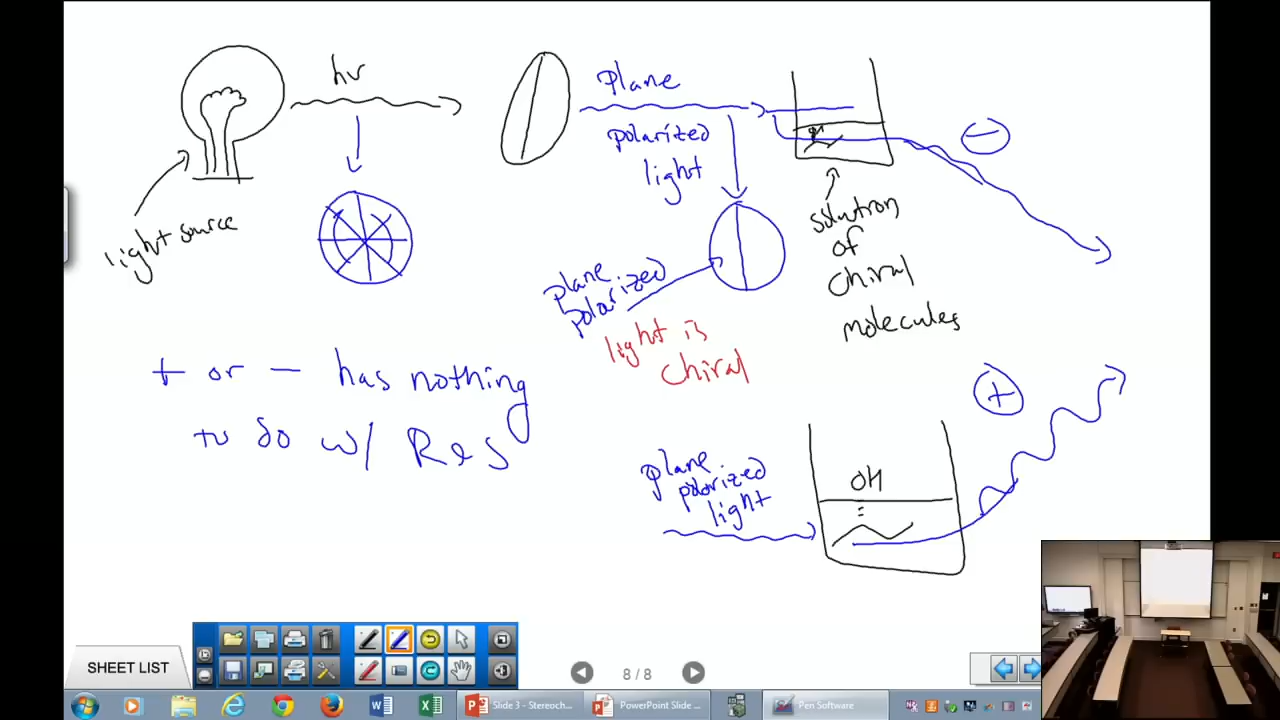 hν
Plane
polarized
light
−
light source
solution
of
chiral
molecules
plane
polarized
light is
chiral
+ or − has nothing
to do w/ R & S
+
plane
polarized
light
OH
SHEET LIST
8 / 8
Slide 3 - Stereoch...
PowerPoint Slide ...
Pen Software